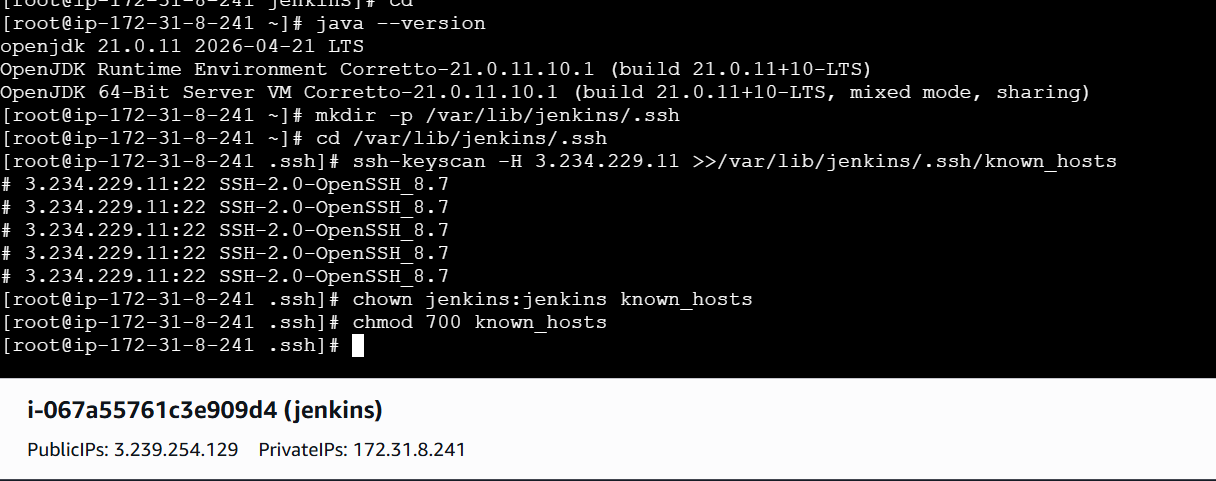 [root@ip-172-31-8-241 jenkins]# cd
[root@ip-172-31-8-241 ~]# java --version
openjdk 21.0.11 2026-04-21 LTS
OpenJDK Runtime Environment Corretto-21.0.11.10.1 (build 21.0.11+10-LTS)
OpenJDK 64-Bit Server VM Corretto-21.0.11.10.1 (build 21.0.11+10-LTS, mixed mode, sharing)
[root@ip-172-31-8-241 ~]# mkdir -p /var/lib/jenkins/.ssh
[root@ip-172-31-8-241 ~]# cd /var/lib/jenkins/.ssh
[root@ip-172-31-8-241 .ssh]# ssh-keyscan -H 3.234.229.11 >>/var/lib/jenkins/.ssh/known_hosts
# 3.234.229.11:22 SSH-2.0-OpenSSH_8.7
# 3.234.229.11:22 SSH-2.0-OpenSSH_8.7
# 3.234.229.11:22 SSH-2.0-OpenSSH_8.7
# 3.234.229.11:22 SSH-2.0-OpenSSH_8.7
# 3.234.229.11:22 SSH-2.0-OpenSSH_8.7
[root@ip-172-31-8-241 .ssh]# chown jenkins:jenkins known_hosts
[root@ip-172-31-8-241 .ssh]# chmod 700 known_hosts
[root@ip-172-31-8-241 .ssh]#
i-067a55761c3e909d4 (jenkins)
PublicIPs: 3.239.254.129 PrivateIPs: 172.31.8.241